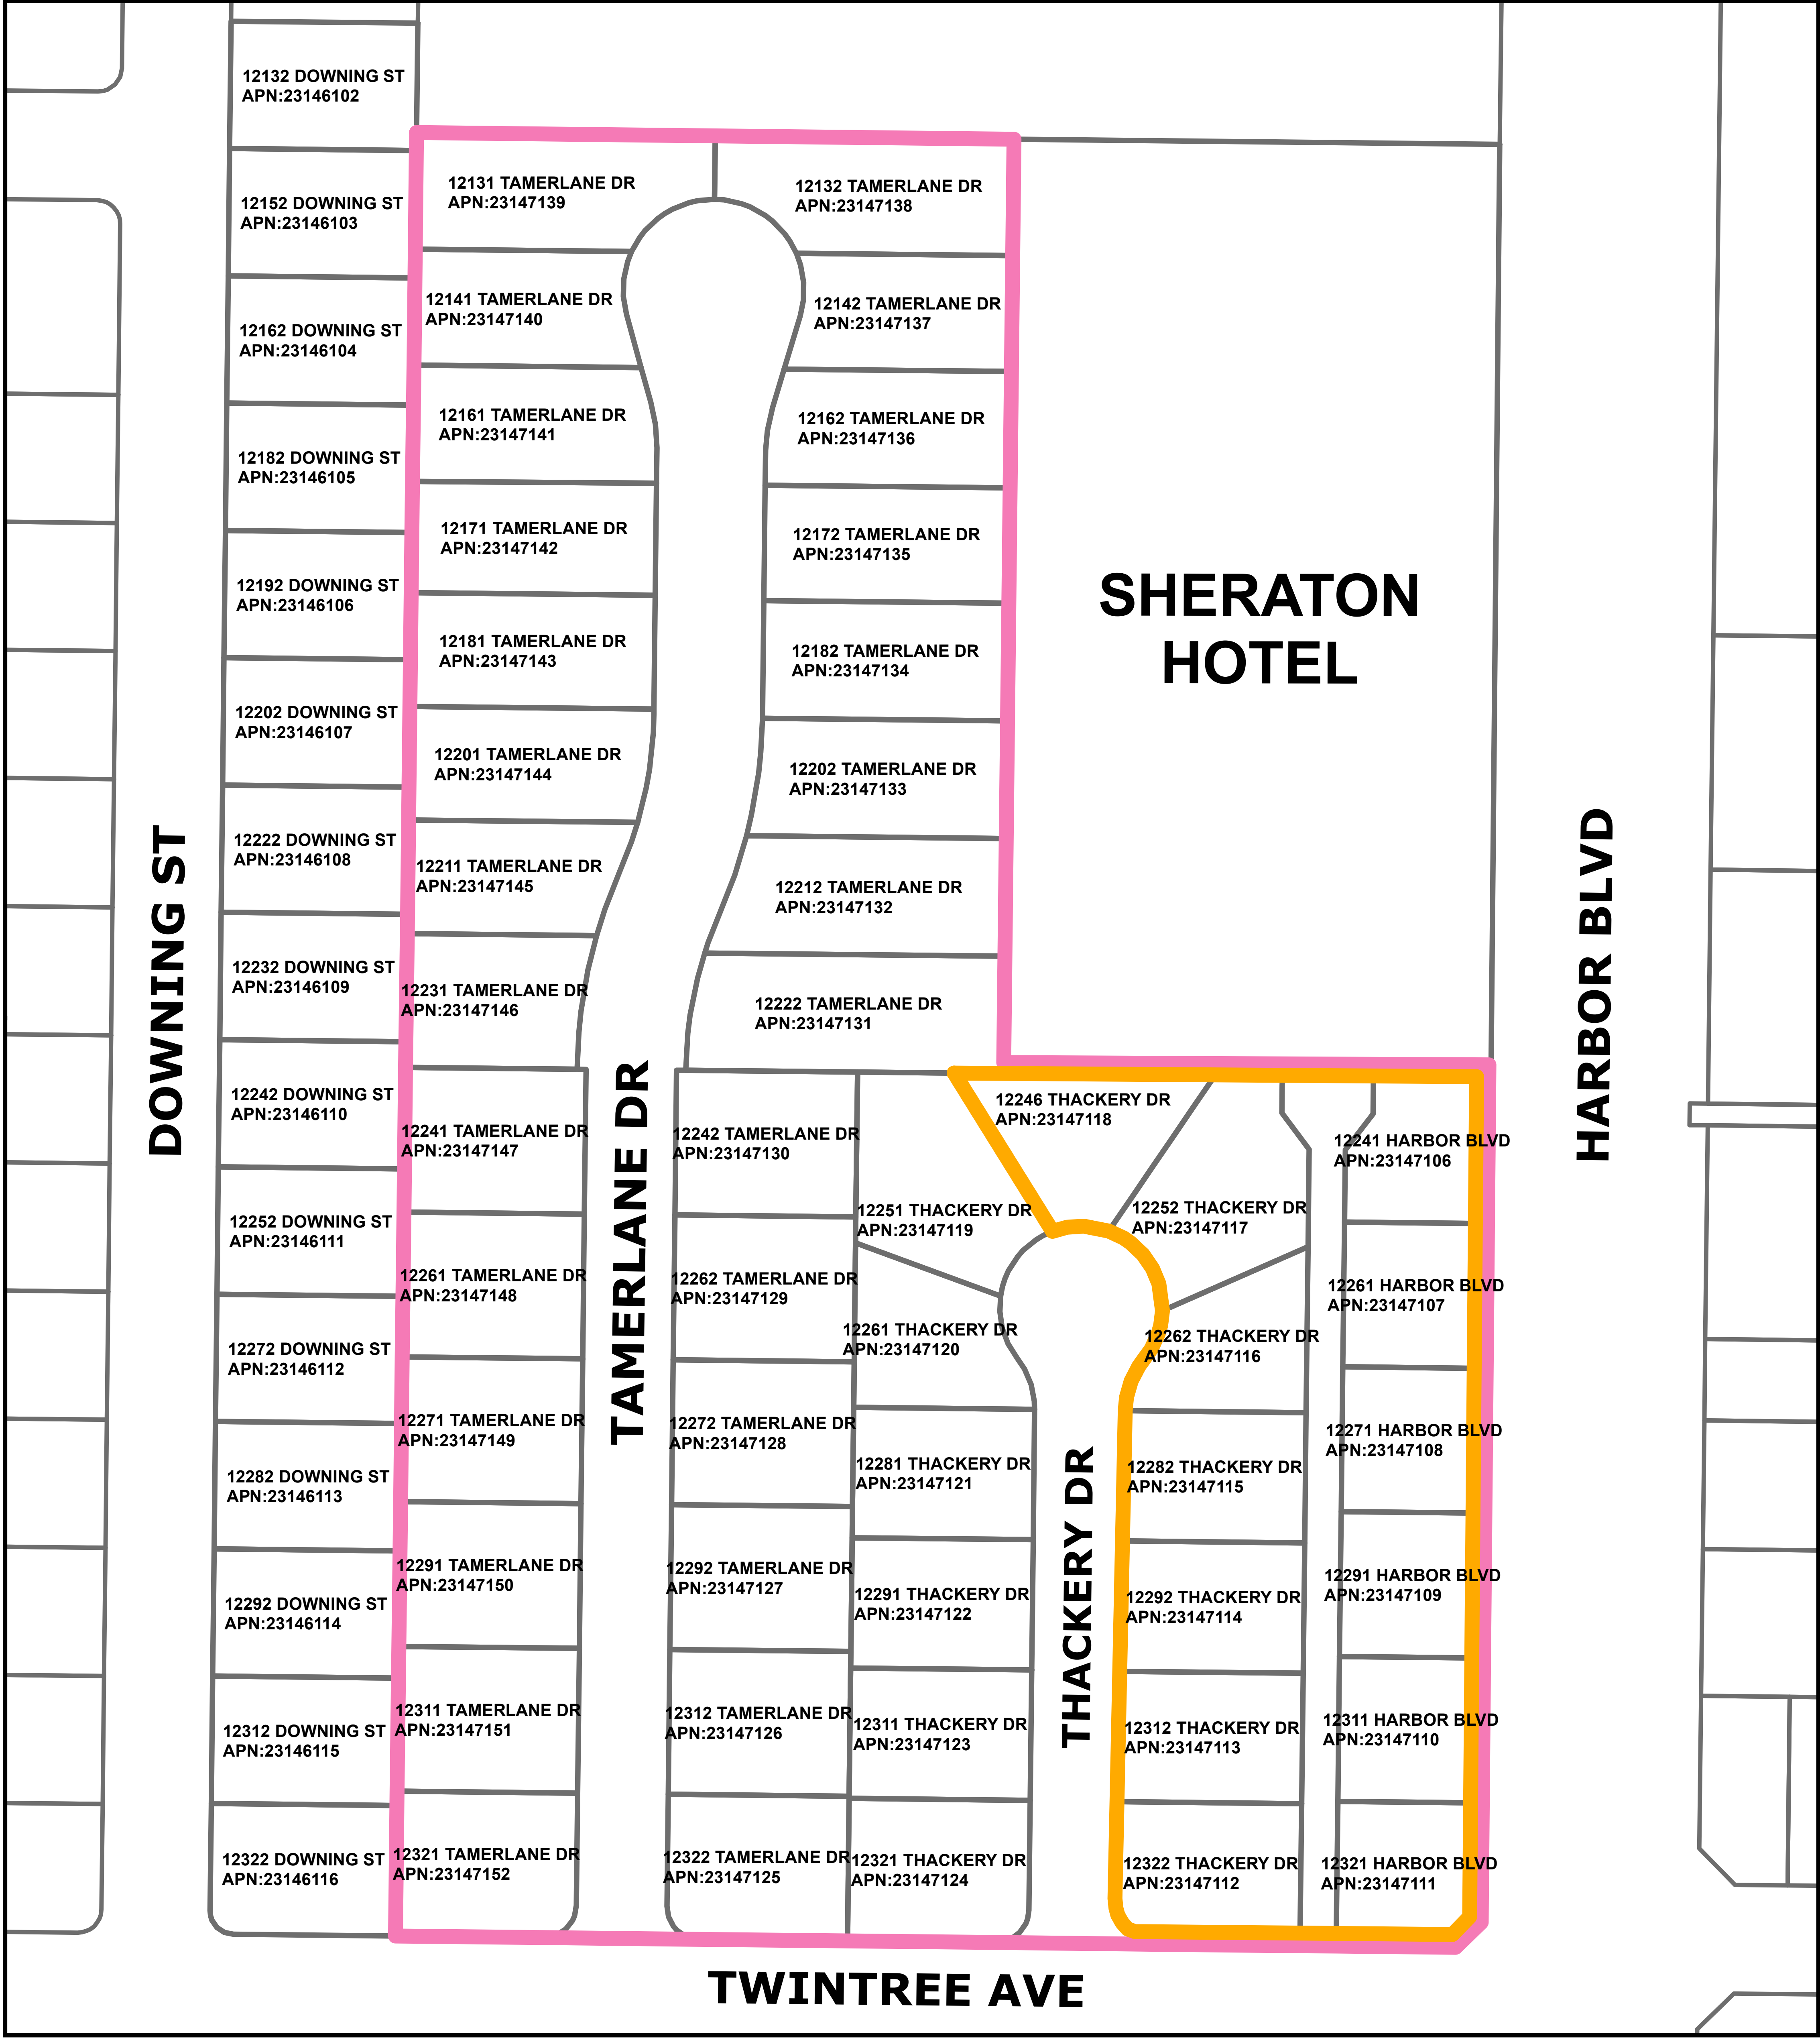 12132 DOWNING ST
APN:23146102
12152 DOWNING ST
APN:23146103
12162 DOWNING ST
APN:23146104
12182 DOWNING ST
APN:23146105
12192 DOWNING ST
APN:23146106
12202 DOWNING ST
APN:23146107
12222 DOWNING ST
APN:23146108
12232 DOWNING ST
APN:23146109
12242 DOWNING ST
APN:23146110
12252 DOWNING ST
APN:23146111
12272 DOWNING ST
APN:23146112
12282 DOWNING ST
APN:23146113
12292 DOWNING ST
APN:23146114
12312 DOWNING ST
APN:23146115
12322 DOWNING ST
APN:23146116
DOWNING ST
12131 TAMERLANE DR
APN:23147139
12141 TAMERLANE DR
APN:23147140
12161 TAMERLANE DR
APN:23147141
12171 TAMERLANE DR
APN:23147142
12181 TAMERLANE DR
APN:23147143
12201 TAMERLANE DR
APN:23147144
12211 TAMERLANE DR
APN:23147145
12231 TAMERLANE DR
APN:23147146
12241 TAMERLANE DR
APN:23147147
12261 TAMERLANE DR
APN:23147148
12271 TAMERLANE DR
APN:23147149
12291 TAMERLANE DR
APN:23147150
12311 TAMERLANE DR
APN:23147151
12321 TAMERLANE DR
APN:23147152
TAMERLANE DR
12132 TAMERLANE DR
APN:23147138
12142 TAMERLANE DR
APN:23147137
12162 TAMERLANE DR
APN:23147136
12172 TAMERLANE DR
APN:23147135
12182 TAMERLANE DR
APN:23147134
12202 TAMERLANE DR
APN:23147133
12212 TAMERLANE DR
APN:23147132
12222 TAMERLANE DR
APN:23147131
12242 TAMERLANE DR
APN:23147130
12262 TAMERLANE DR
APN:23147129
12272 TAMERLANE DR
APN:23147128
12292 TAMERLANE DR
APN:23147127
12312 TAMERLANE DR
APN:23147126
12322 TAMERLANE DR
APN:23147125
SHERATON
HOTEL
12246 THACKERY DR
APN:23147118
12251 THACKERY DR
APN:23147119
12261 THACKERY DR
APN:23147120
12281 THACKERY DR
APN:23147121
12291 THACKERY DR
APN:23147122
12311 THACKERY DR
APN:23147123
12321 THACKERY DR
APN:23147124
THACKERY DR
12252 THACKERY DR
APN:23147117
12262 THACKERY DR
APN:23147116
12282 THACKERY DR
APN:23147115
12292 THACKERY DR
APN:23147114
12312 THACKERY DR
APN:23147113
12322 THACKERY DR
APN:23147112
12241 HARBOR BLVD
APN:23147106
12261 HARBOR BLVD
APN:23147107
12271 HARBOR BLVD
APN:23147108
12291 HARBOR BLVD
APN:23147109
12311 HARBOR BLVD
APN:23147110
12321 HARBOR BLVD
APN:23147111
HARBOR BLVD
TWINTREE AVE